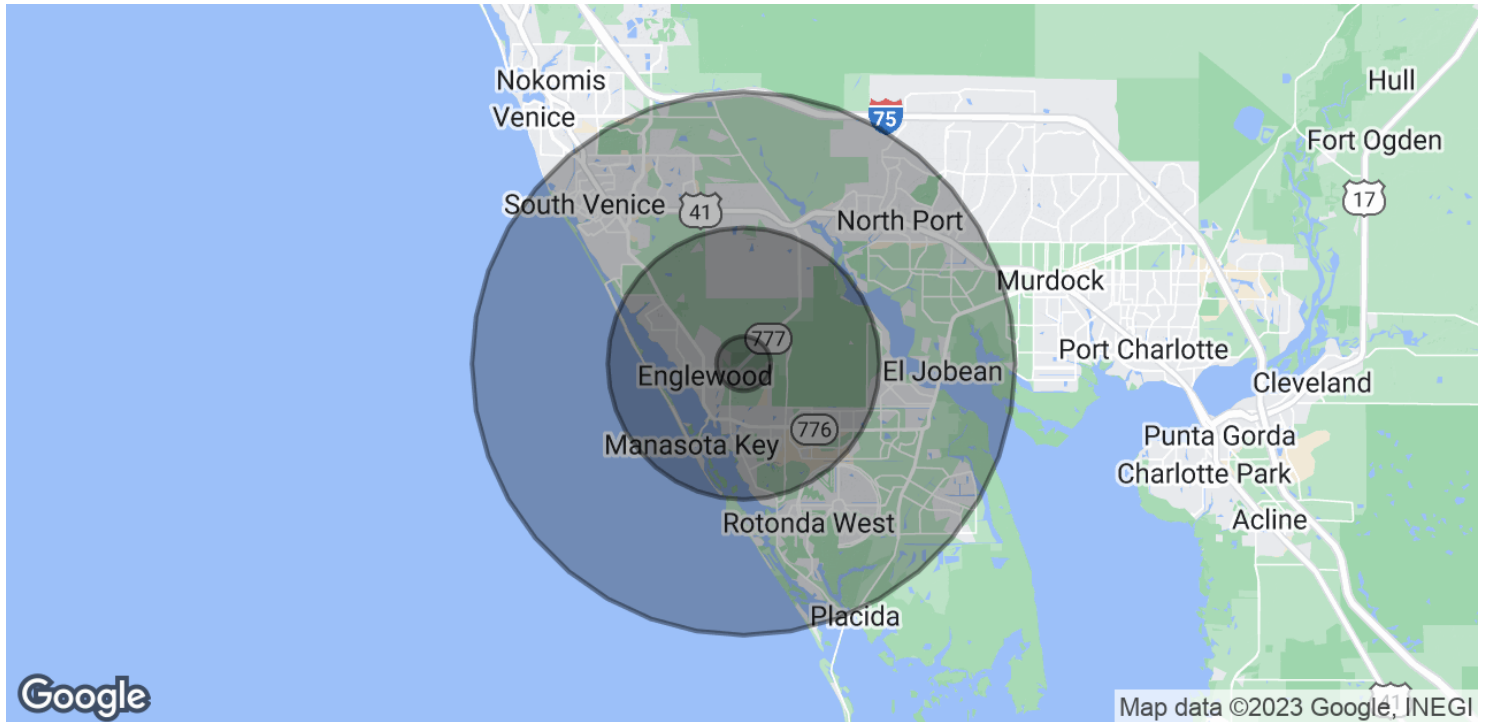 Nokomis
Hull
Venice
75
Fort Ogden
17
South Venice
41
North Port
Murdock
777
Port Charlotte
Englewood
El Jobean
Cleveland
776
Punta Gorda
Manasota Key
Charlotte Park
Rotonda West
Acline
Placida
Google
41
Map data ©2023 Google, INEGI